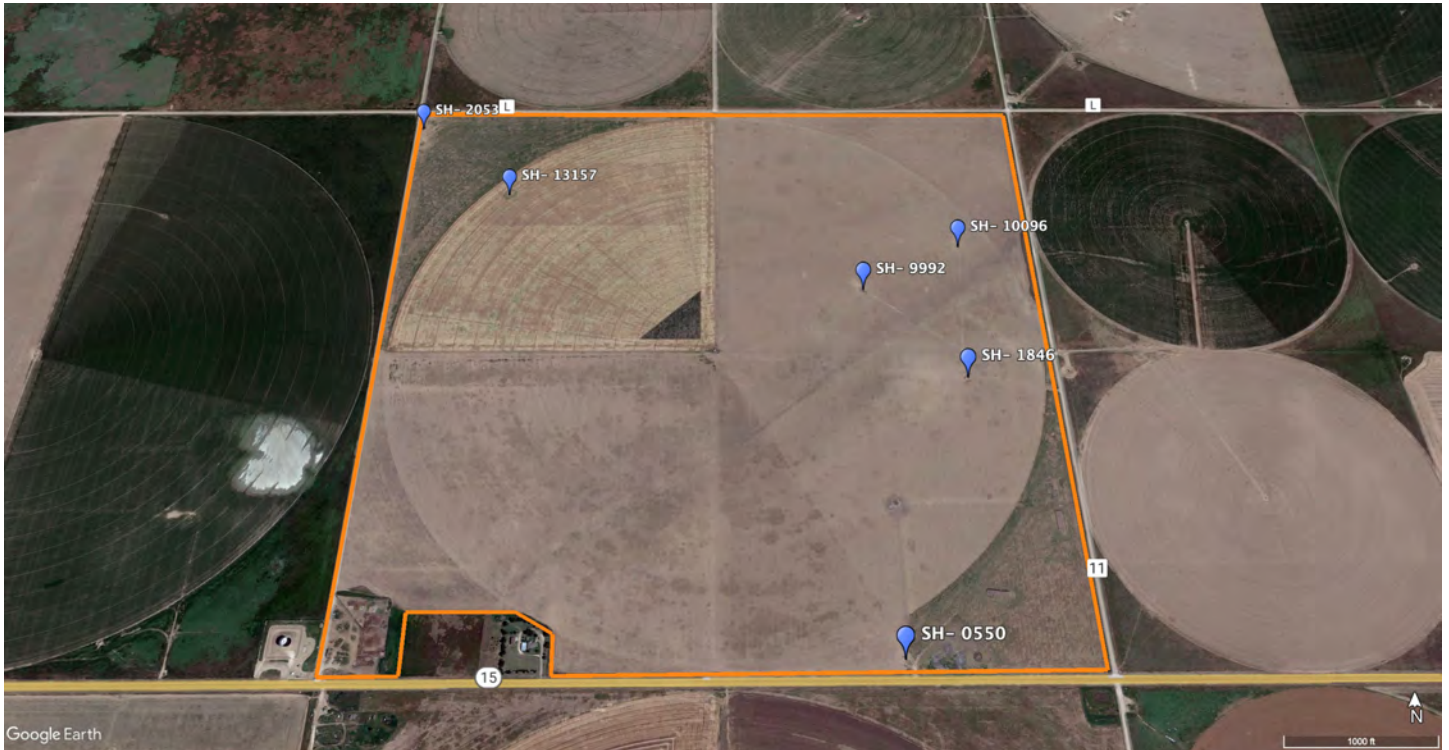 SH- 2053
L
L
SH- 13157
SH- 10096
SH- 9992
SH- 1846
11
SH- 0550
15
N
Google Earth
1000 ft